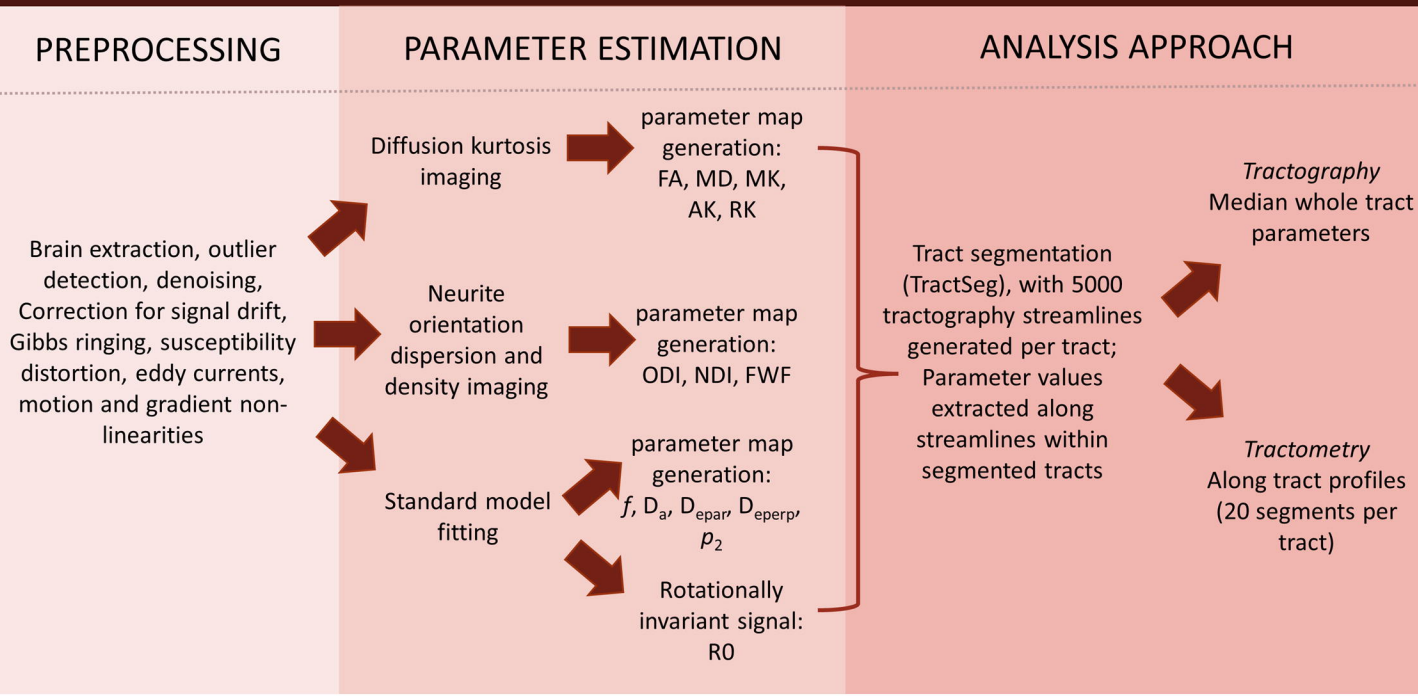 PREPROCESSING
Brain extraction, outlier
detection, denoising,
Correction for signal drift,
Gibbs ringing, susceptibility
distortion, eddy currents,
motion and gradient non-
linearities
PARAMETER ESTIMATION
Diffusion kurtosis
imaging
parameter map
generation:
FA, MD, MK,
AK, RK
Neurite
orientation
dispersion and
density imaging
parameter map
generation:
ODI, NDI, FWF
Standard model
fitting
parameter map
generation:
f, Da, Depar, Deperp,
p2
Rotationally
invariant signal:
R0
ANALYSIS APPROACH
Tract segmentation
(TractSeg), with 5000
tractography streamlines
generated per tract;
Parameter values
extracted along
streamlines within
segmented tracts
Tractography
Median whole tract
parameters
Tractometry
Along tract profiles
(20 segments per
tract)